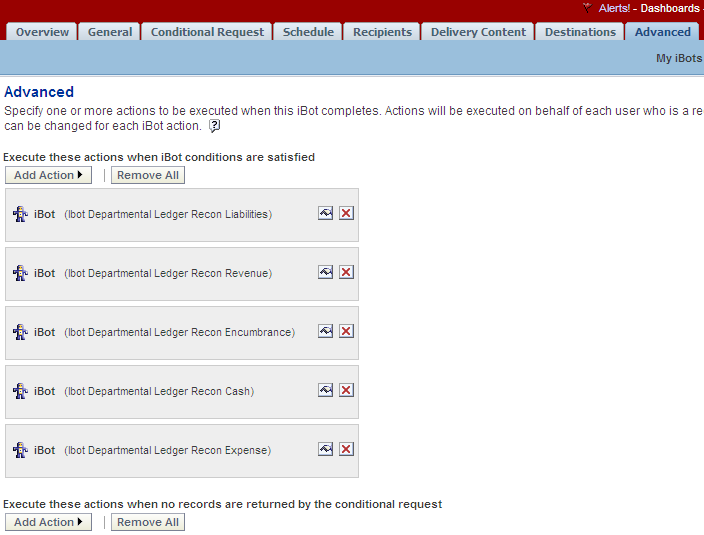 Alerts! - Dashboards -
Overview General Conditional Request Schedule Recipients Delivery Content Destinations Advanced
My iBots
Advanced
Specify one or more actions to be executed when this iBot completes. Actions will be executed on behalf of each user who is a re
can be changed for each iBot action. ?
Execute these actions when iBot conditions are satisfied
Add Action | Remove All
iBot (Ibot Departmental Ledger Recon Liabilities)
iBot (Ibot Departmental Ledger Recon Revenue)
iBot (Ibot Departmental Ledger Recon Encumbrance)
iBot (Ibot Departmental Ledger Recon Cash)
iBot (Ibot Departmental Ledger Recon Expense)
Execute these actions when no records are returned by the conditional request
Add Action | Remove All